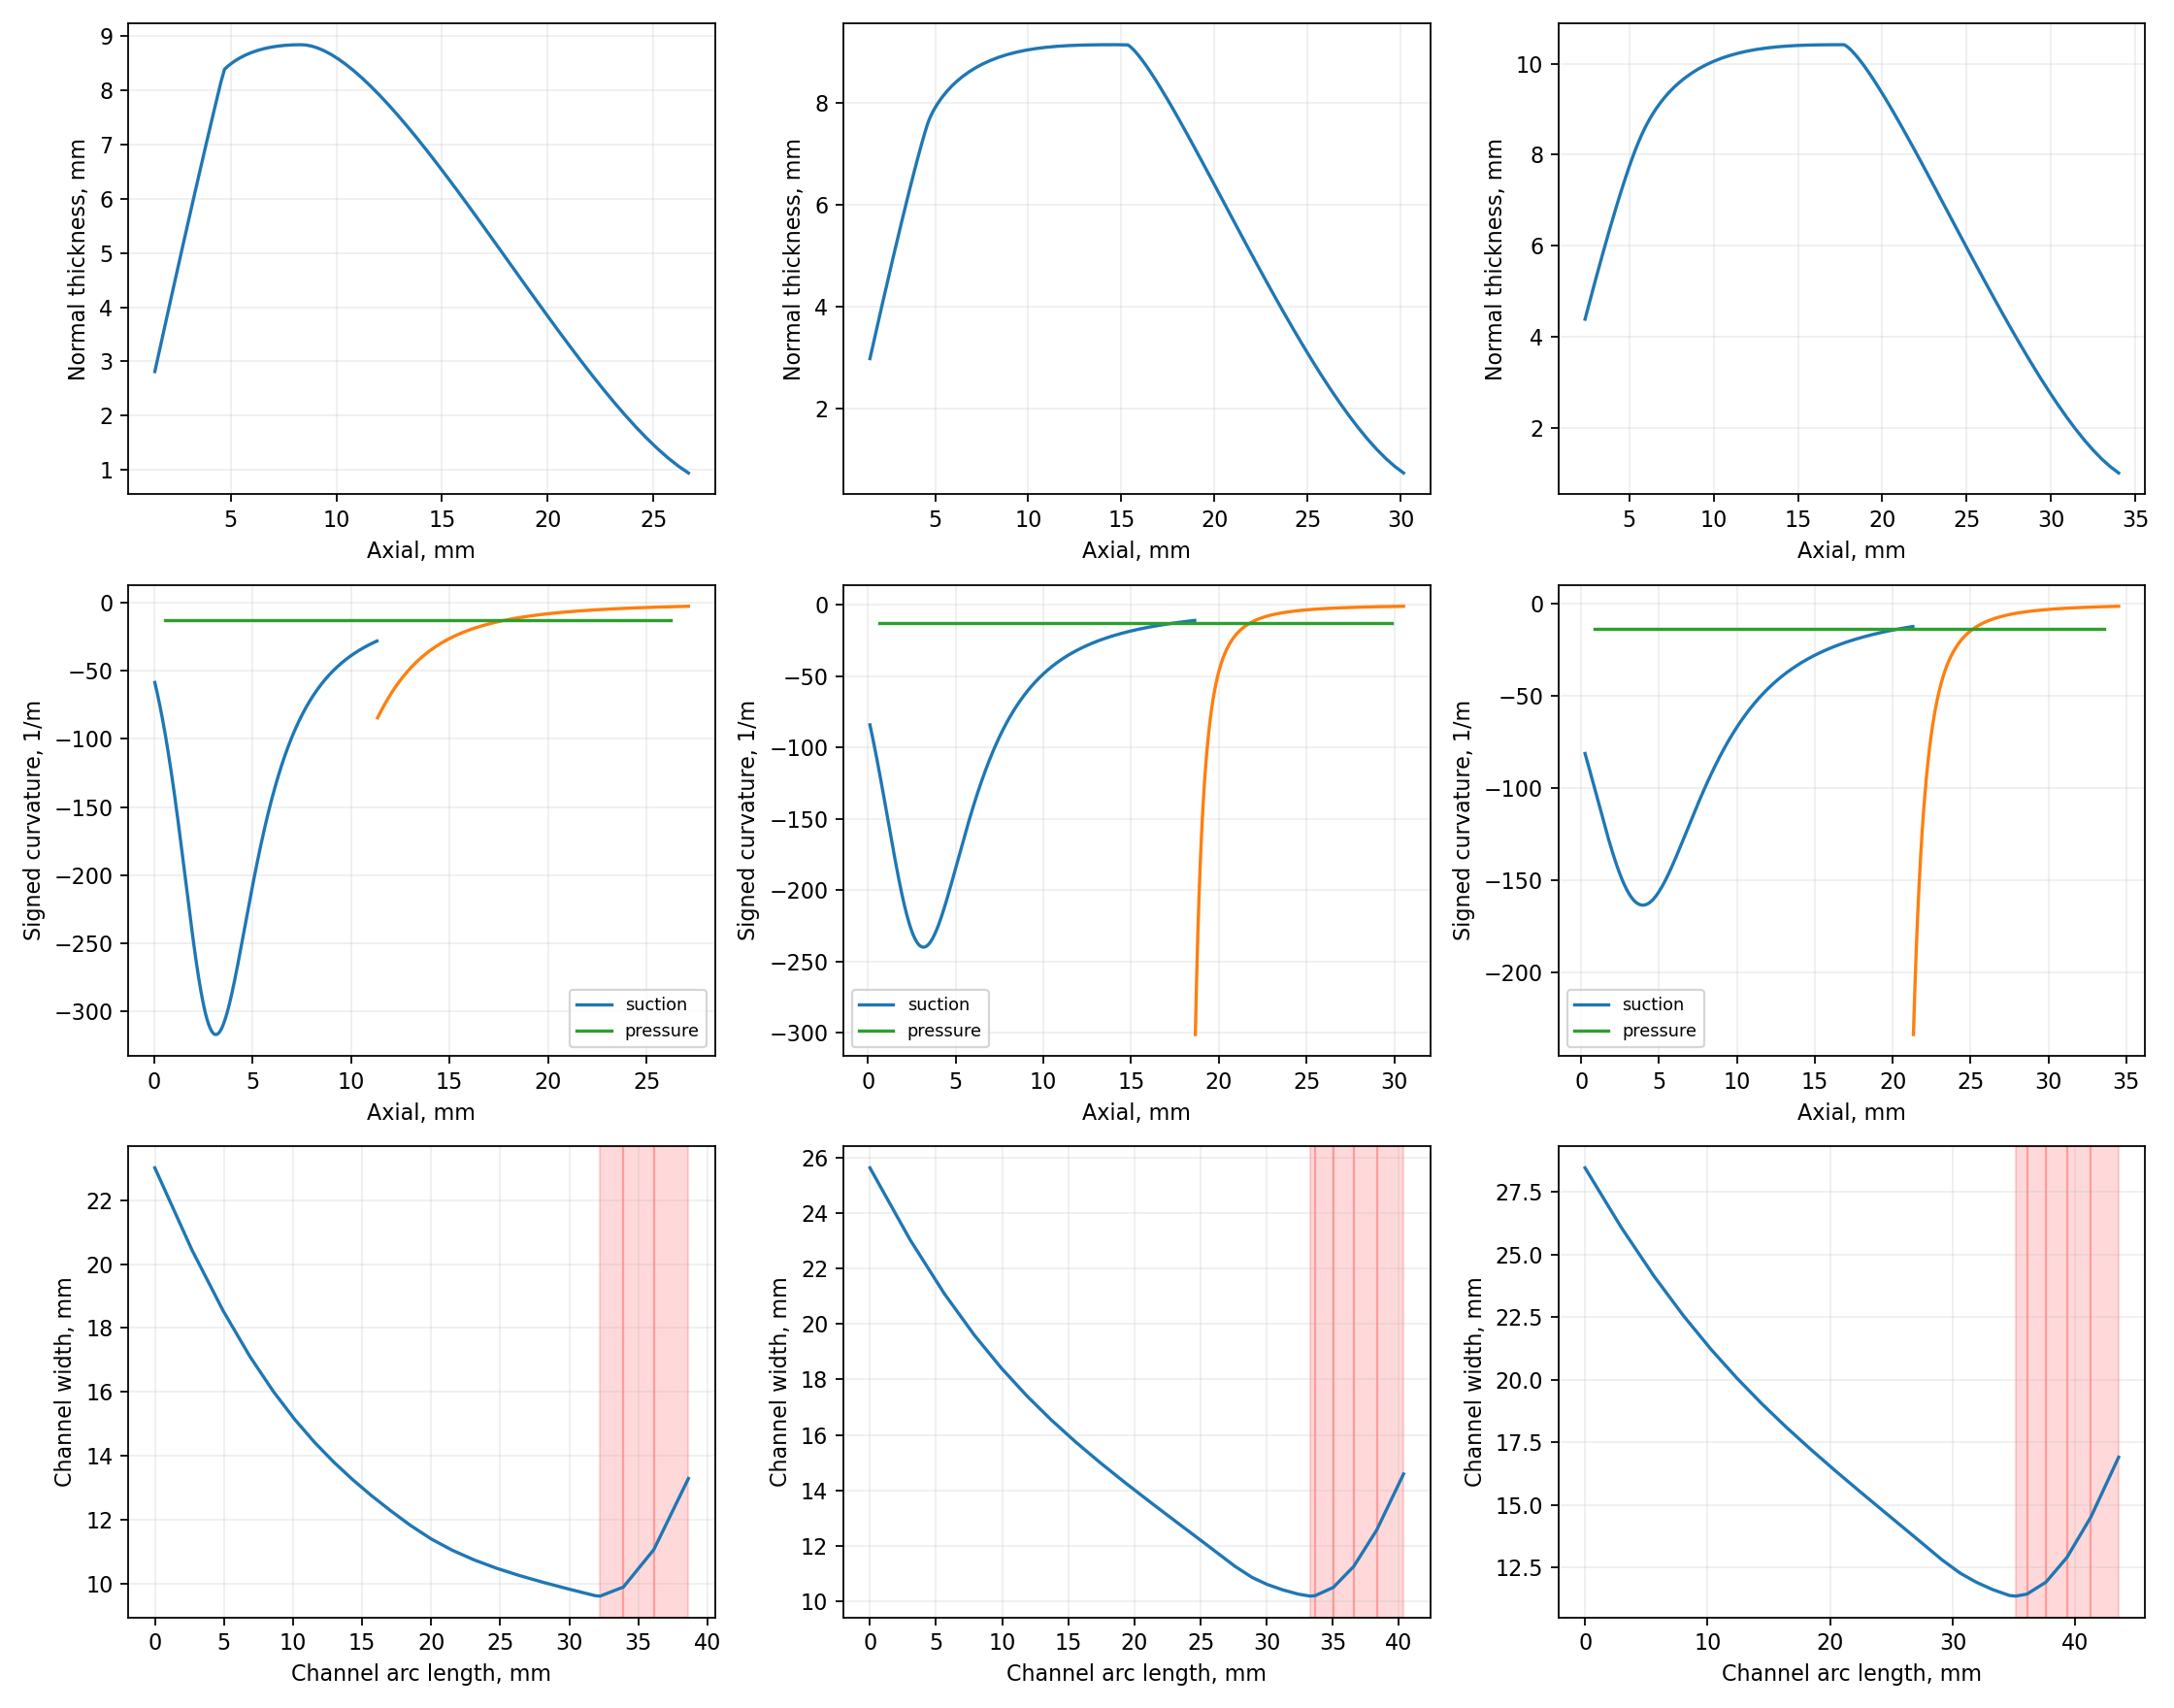 9
8
7
6
5
4
3
2
1
Normal thickness, mm
5 10 15 20 25
Axial, mm
8
6
4
2
Normal thickness, mm
5 10 15 20 25 30
Axial, mm
10
8
6
4
2
Normal thickness, mm
5 10 15 20 25 30 35
Axial, mm
0
−50
−100
−150
−200
−250
−300
Signed curvature, 1/m
suction
pressure
0 5 10 15 20 25
Axial, mm
0
−50
−100
−150
−200
−250
−300
Signed curvature, 1/m
suction
pressure
0 5 10 15 20 25 30
Axial, mm
0
−50
−100
−150
−200
Signed curvature, 1/m
suction
pressure
0 5 10 15 20 25 30 35
Axial, mm
22
20
18
16
14
12
10
Channel width, mm
0 5 10 15 20 25 30 35 40
Channel arc length, mm
26
24
22
20
18
16
14
12
10
Channel width, mm
0 5 10 15 20 25 30 35 40
Channel arc length, mm
27.5
25.0
22.5
20.0
17.5
15.0
12.5
Channel width, mm
0 10 20 30 40
Channel arc length, mm